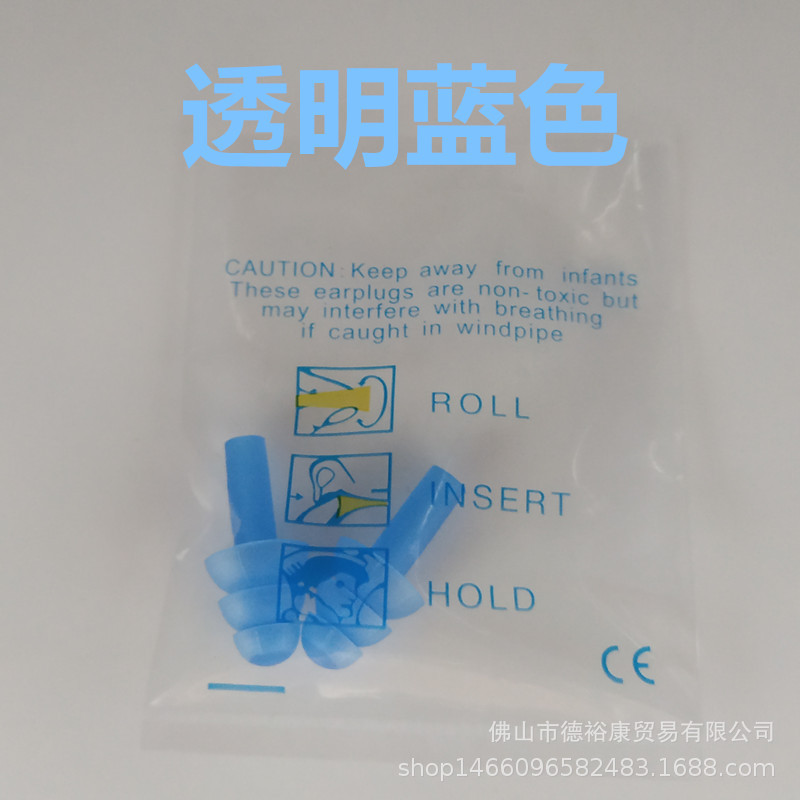 透明蓝色
CAUTION: Keep away from infants
These earplugs are non-toxic but
may interfere with breathing
if caught in windpipe
ROLL
INSERT
HOLD
CE
佛山市德裕康贸易有限公司
shop1466096582483.1688.com